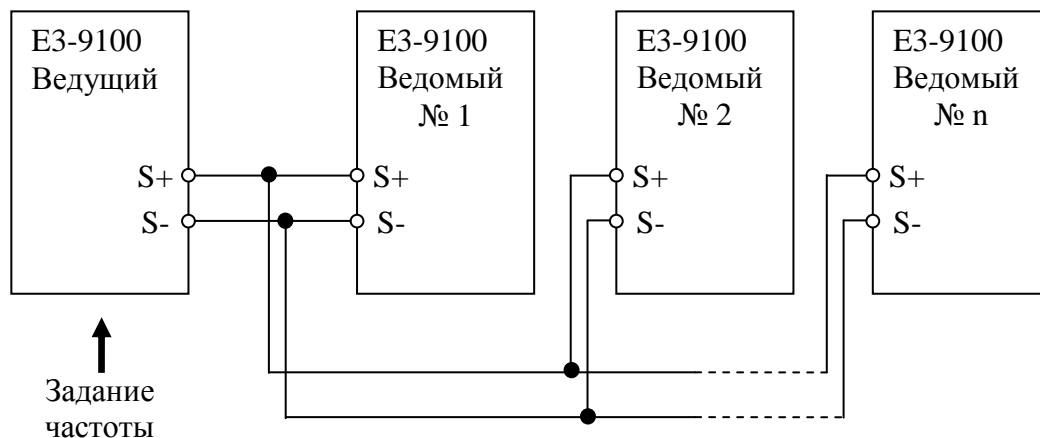 Е3-9100
Ведущий
S+
S-
Е3-9100
Ведомый
№ 1
S+
S-
Е3-9100
Ведомый
№ 2
S+
S-
Е3-9100
Ведомый
№ n
S+
S-
Задание
частоты